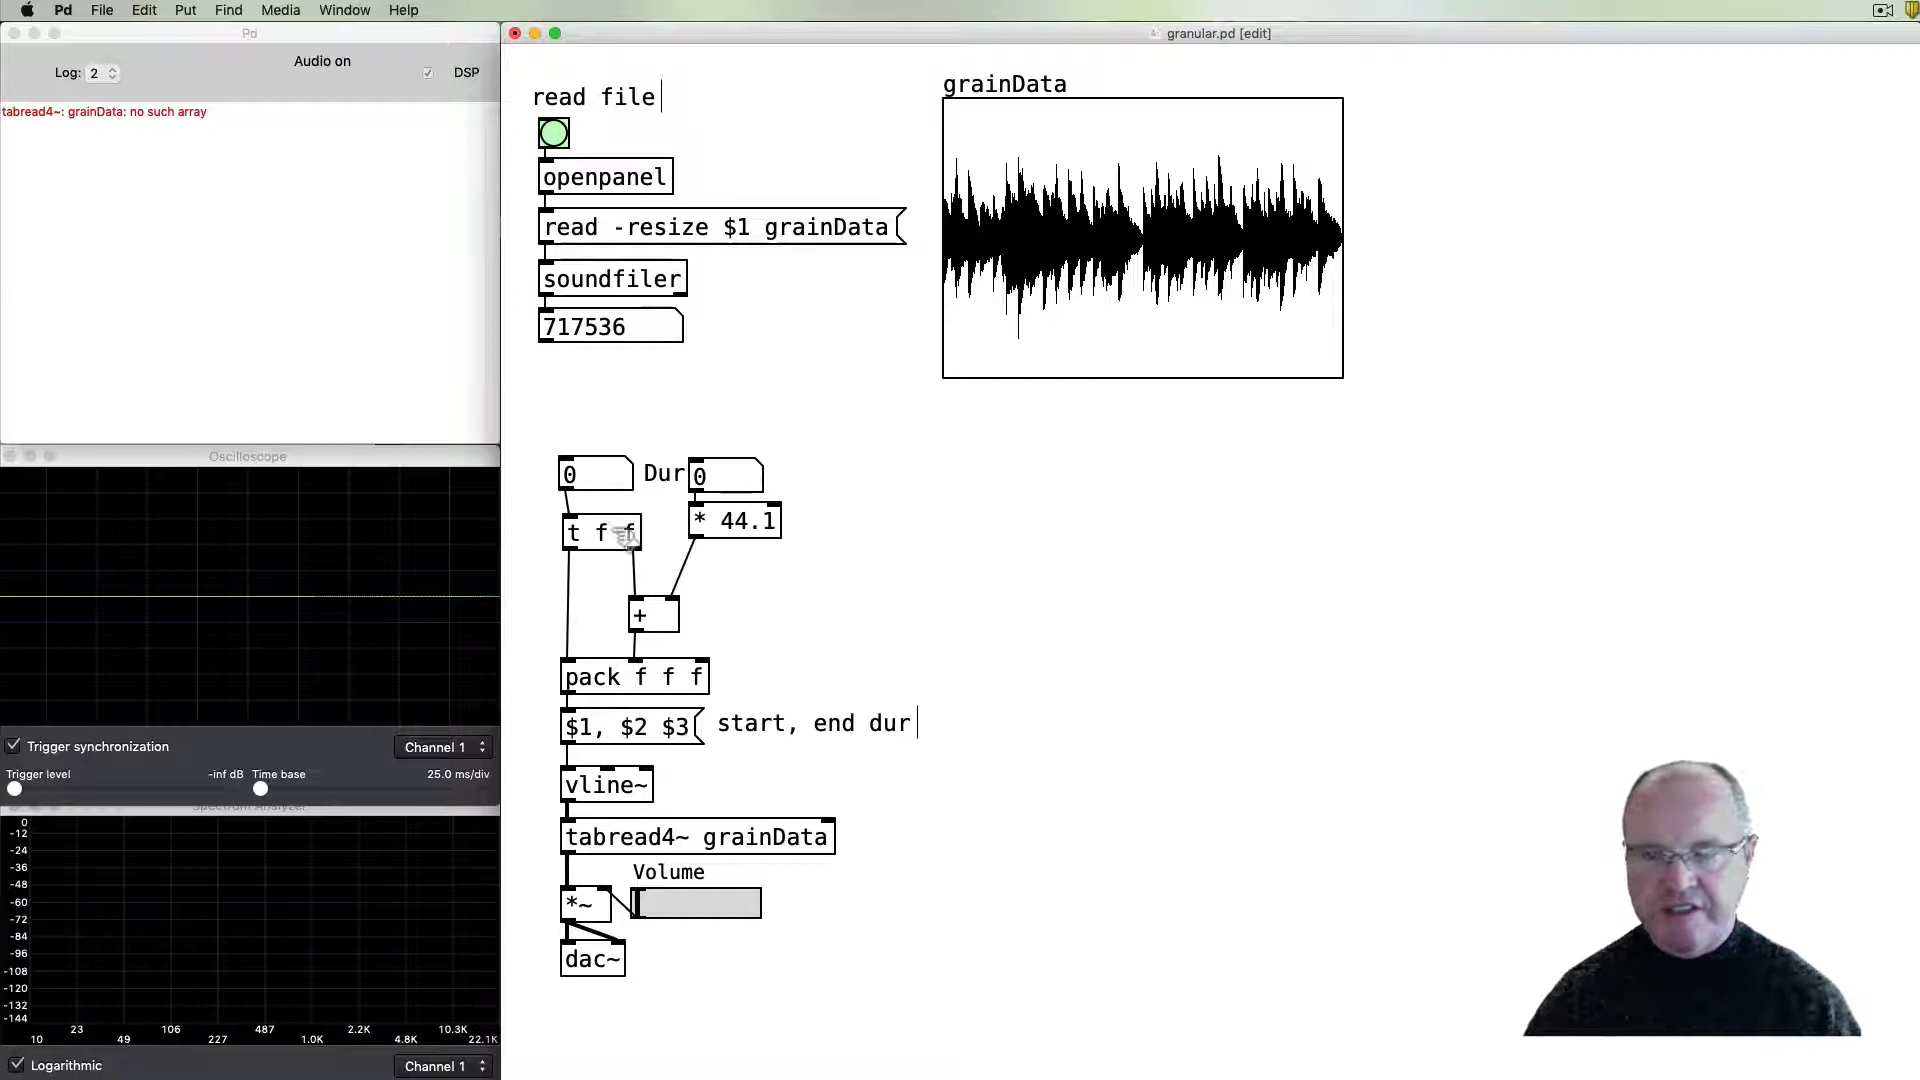 Pd File Edit Put Find Media Window Help
Pd
Log: 2
Audio on
DSP
tabread4~: grainData: no such array
granular.pd [edit]
read file
openpanel
read -resize $1 grainData
soundfiler
717536
grainData
0
Dur
0
t f f
* 44.1
+
pack f f f
$1, $2 $3
start, end dur
vline~
tabread4~ grainData
Volume
*~
dac~
Oscilloscope
Trigger synchronization
Channel 1
Trigger level
-inf dB
Time base
25.0 ms/div
Spectrum Analyzer
0
-12
-24
-36
-48
-60
-72
-84
-96
-108
-120
-132
-144
23 106 487 2.2K 10.3K
10 49 227 1.0K 4.8K 22.1K
Logarithmic
Channel 1